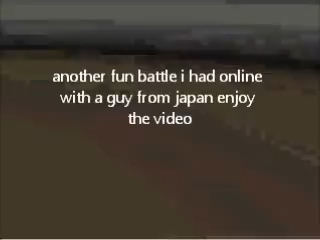 another fun battle i had online
with a guy from japan enjoy
the video